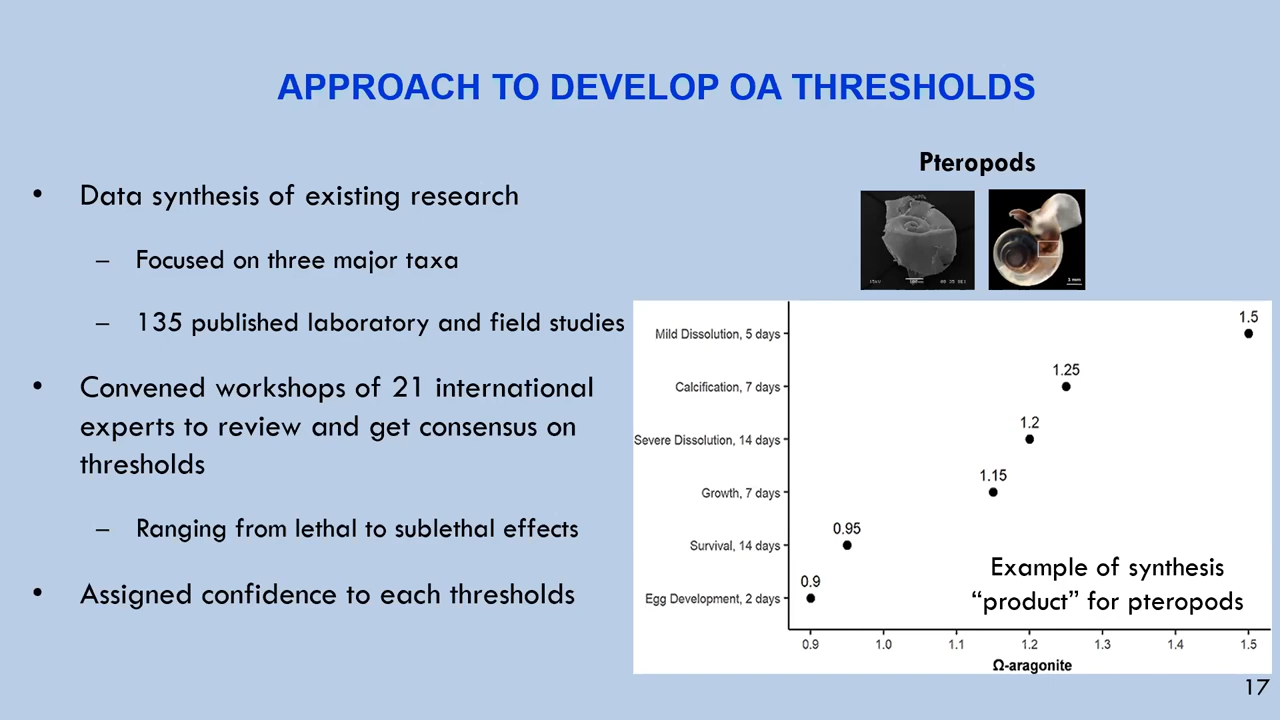 APPROACH TO DEVELOP OA THRESHOLDS
• Data synthesis of existing research
– Focused on three major taxa
– 135 published laboratory and field studies
• Convened workshops of 21 international
experts to review and get consensus on
thresholds
– Ranging from lethal to sublethal effects
• Assigned confidence to each thresholds
Pteropods
1 mm
Mild Dissolution, 5 days
1.5
Calcification, 7 days
1.25
Severe Dissolution, 14 days
1.2
Growth, 7 days
1.15
Survival, 14 days
0.95
Egg Development, 2 days
0.9
Example of synthesis
“product” for pteropods
0.9 1.0 1.1 1.2 1.3 1.4 1.5
Ω-aragonite
17